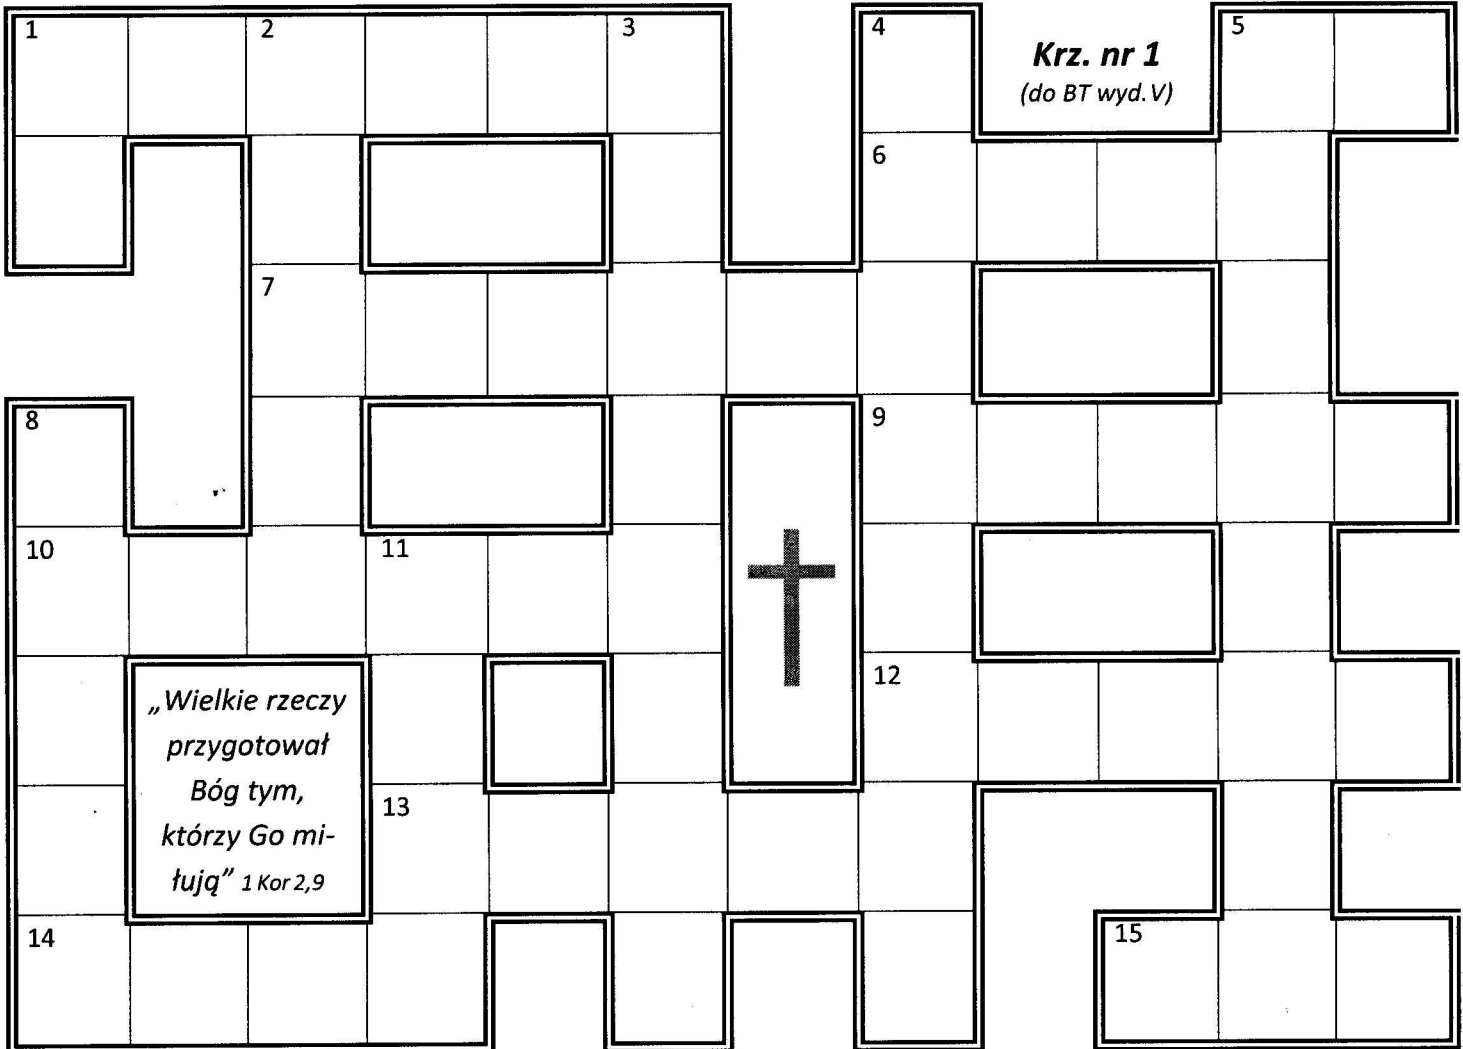 1
2
3
4
Krz. nr 1
(do BT wyd. V)
5
6
7
8
9
10
11
12
„Wielkie rzeczy
przygotował
Bóg tym,
którzy Go mi-
łują” 1 Kor 2,9
13
14
15